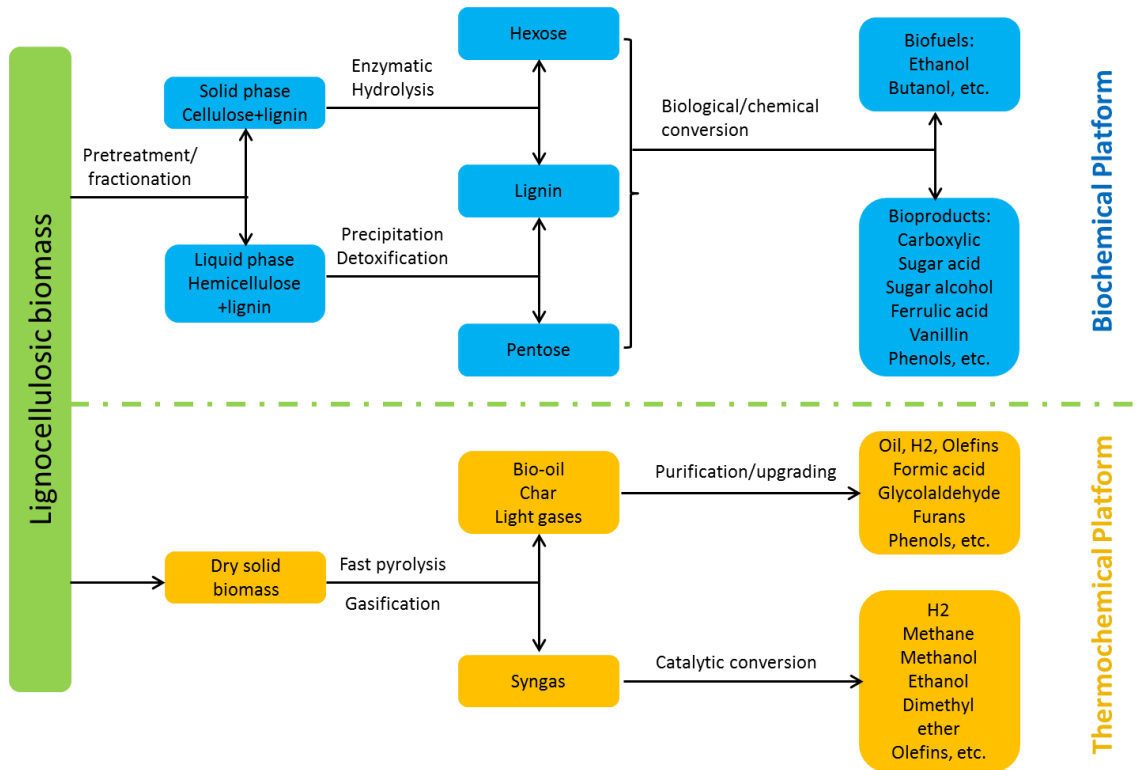 Lignocellulosic biomass
Pretreatment/
fractionation
Solid phase
Cellulose+lignin
Liquid phase
Hemicellulose
+lignin
Enzymatic
Hydrolysis
Precipitation
Detoxification
Hexose
Lignin
Pentose
Biological/chemical
conversion
Biofuels:
Ethanol
Butanol, etc.
Bioproducts:
Carboxylic
Sugar acid
Sugar alcohol
Ferrulic acid
Vanillin
Phenols, etc.
Biochemical Platform
Dry solid
biomass
Fast pyrolysis
Gasification
Bio-oil
Char
Light gases
Syngas
Purification/upgrading
Catalytic conversion
Oil, H2, Olefins
Formic acid
Glycolaldehyde
Furans
Phenols, etc.
H2
Methane
Methanol
Ethanol
Dimethyl
ether
Olefins, etc.
Thermochemical Platform